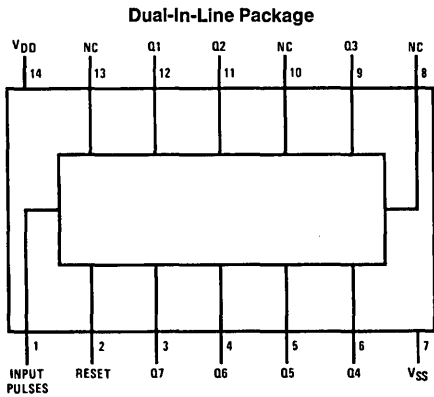 Dual-In-Line Package
VDD NC Q1 Q2 NC Q3 NC
14 13 12 11 10 9 8
1 2 3 4 5 6 7
INPUT PULSES RESET Q7 Q6 Q5 Q4 VSS